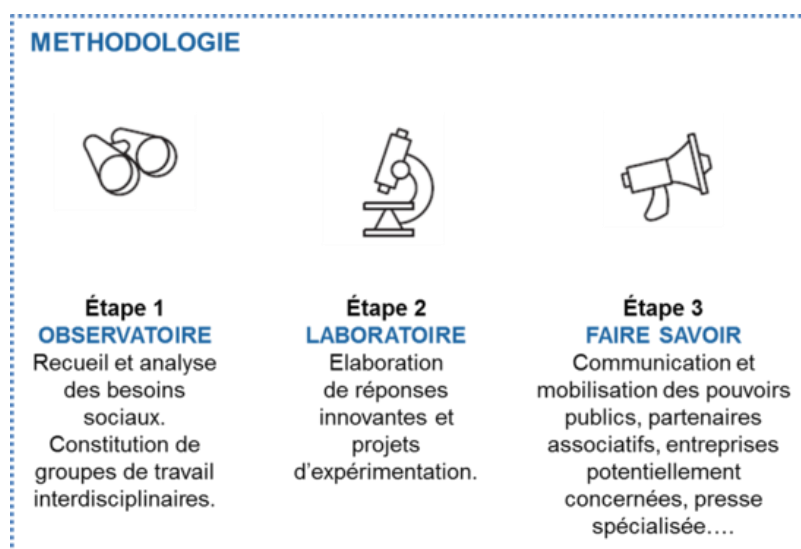 METHODOLOGIE
Étape 1
OBSERVATOIRE
Recueil et analyse
des besoins
sociaux.
Constitution de
groupes de travail
interdisciplinaires.
Étape 2
LABORATOIRE
Elaboration
de réponses
innovantes et
projets
d’expérimentation.
Étape 3
FAIRE SAVOIR
Communication et
mobilisation des pouvoirs
publics, partenaires
associatifs, entreprises
potentiellement
concernées, presse
spécialisée….